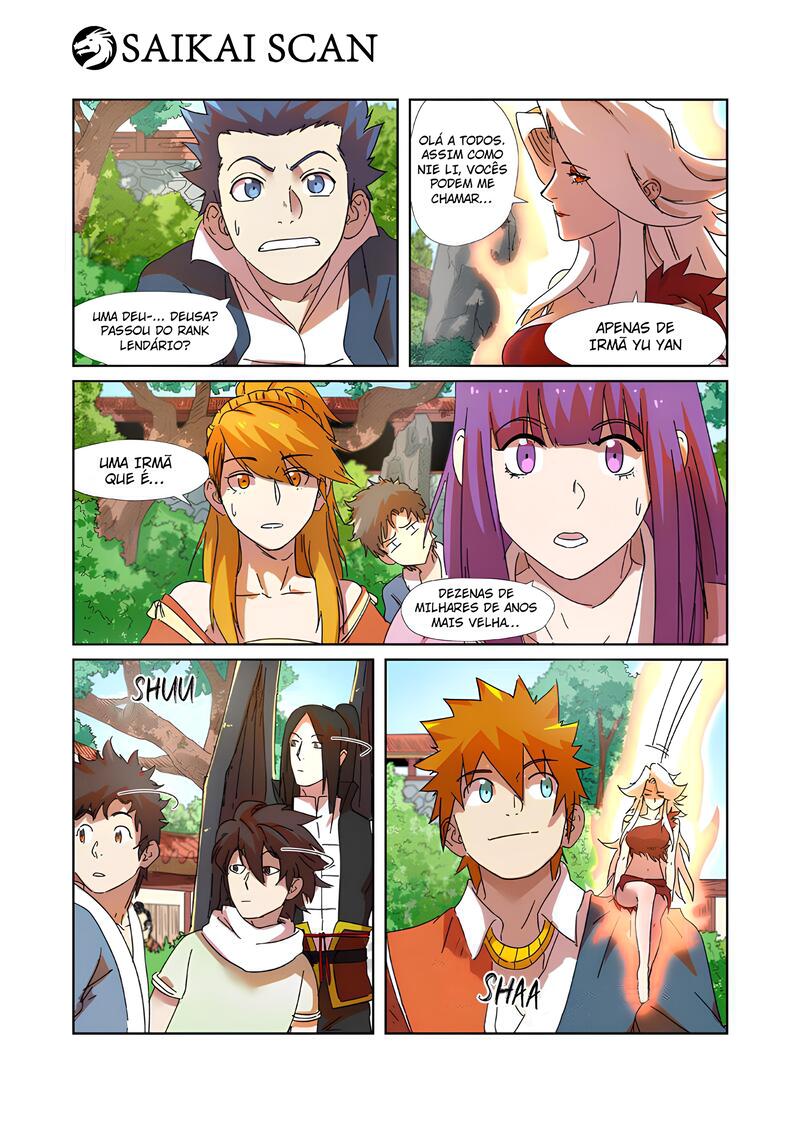 SAIKAI SCAN
UMA DEU-... DEUSA?
PASSOU DO RANK
LENDÁRIO?
OLÁ A TODOS.
ASSIM COMO
NIE LI, VOCÊS
PODEM ME
CHAMAR...
APENAS DE
IRMÃ YU YAN
UMA IRMÃ
QUE É...
DEZENAS DE
MILHARES DE ANOS
MAIS VELHA...
SHUU
SHAA